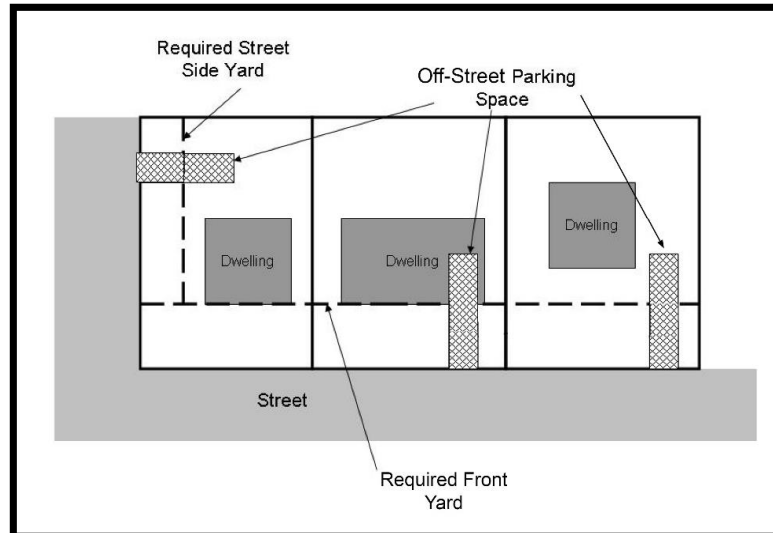 Required Street
Side Yard
Off-Street Parking
Space
Dwelling
Dwelling
Dwelling
Street
Required Front
Yard